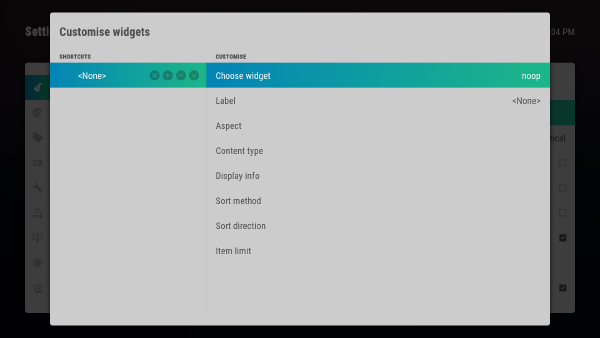 Setti
04 PM
Customise widgets
SHORTCUTS
CUSTOMISE
<None>
Choose widget
noop
Label
<None>
Aspect
Content type
tical
Display info
Sort method
Sort direction
Item limit